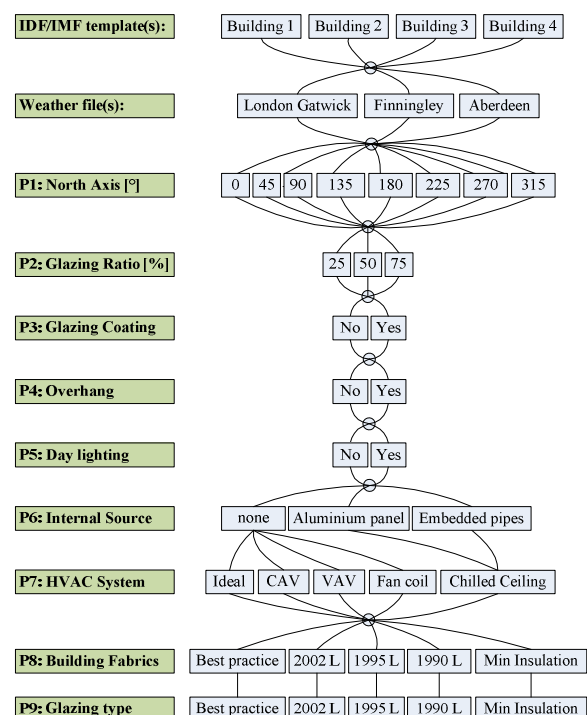 IDF/IMF template(s): Building 1 Building 2 Building 3 Building 4
Weather file(s): London Gatwick Finningley Aberdeen
P1: North Axis [°] 0 45 90 135 180 225 270 315
P2: Glazing Ratio [%] 25 50 75
P3: Glazing Coating No Yes
P4: Overhang No Yes
P5: Day lighting No Yes
P6: Internal Source none Aluminium panel Embedded pipes
P7: HVAC System Ideal CAV VAV Fan coil Chilled Ceiling
P8: Building Fabrics Best practice 2002 L 1995 L 1990 L Min Insulation
P9: Glazing type Best practice 2002 L 1995 L 1990 L Min Insulation